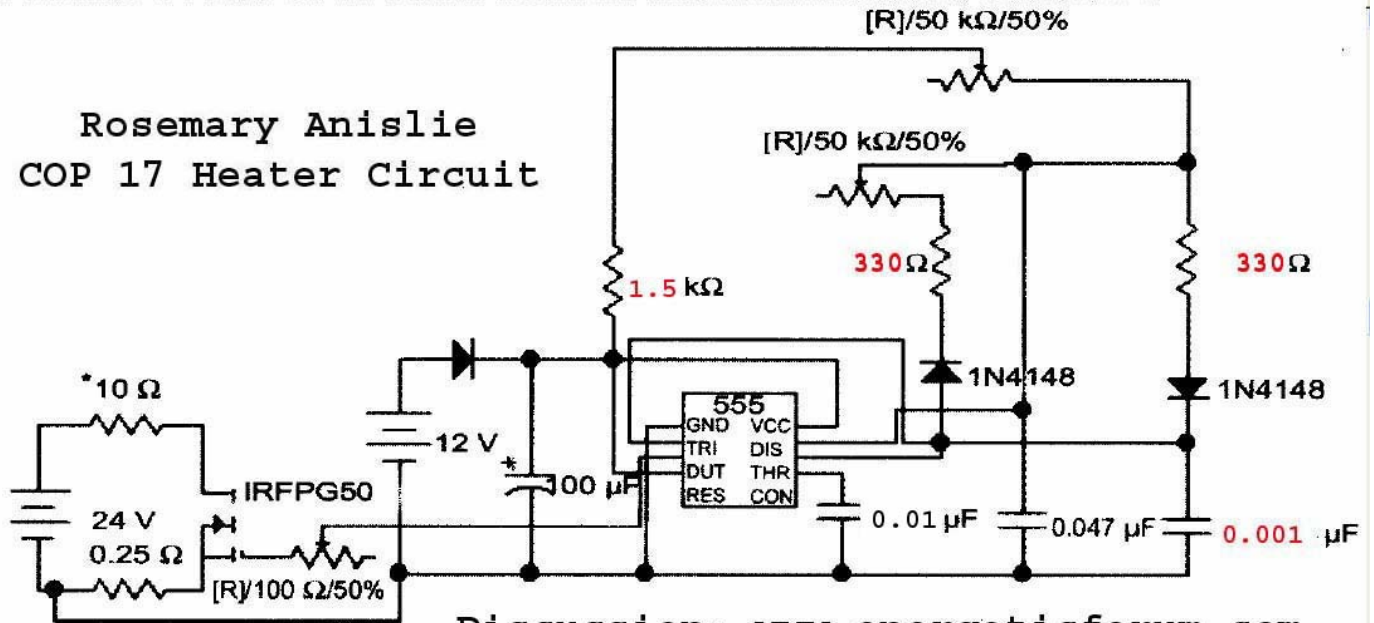 [R]/50 kΩ/50%
Rosemary Anislie
COP 17 Heater Circuit
[R]/50 kΩ/50%
330Ω
330Ω
1.5 kΩ
*10 Ω
1N4148
1N4148
555
GND VCC
TRI DIS
DUT THR
RES CON
12 V
*
100 µF
IRFPG50
24 V
0.25 Ω
[R]/100 Ω/50%
0.01 µF
0.047 µF
0.001 µF